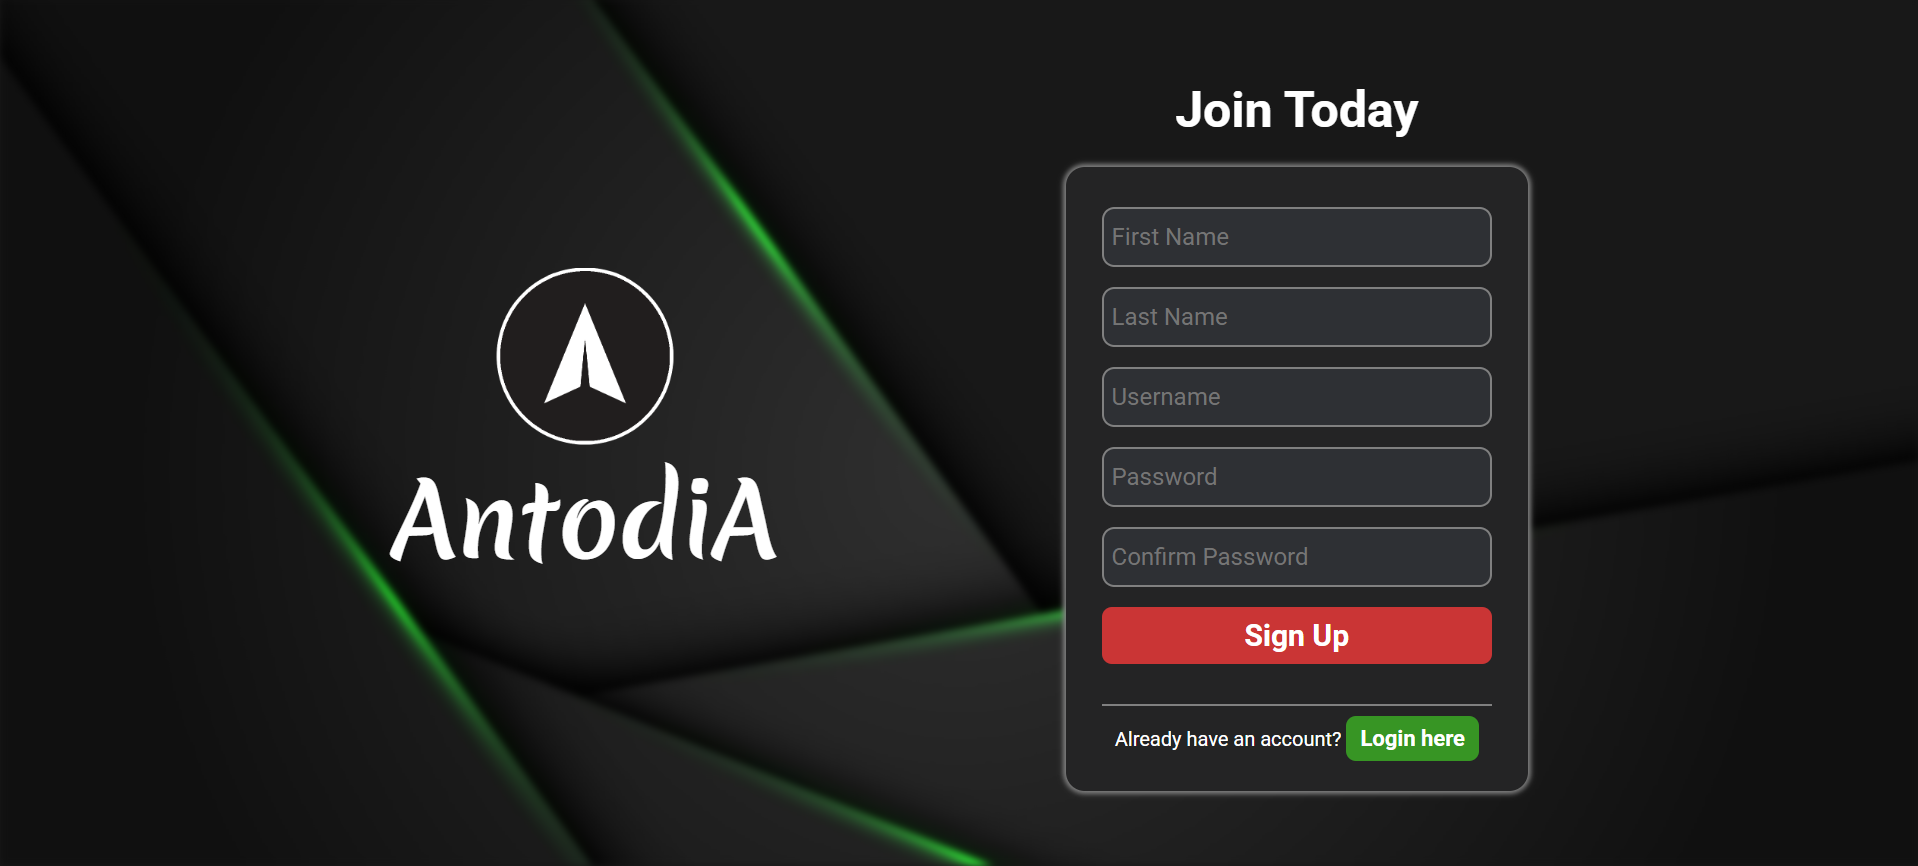 AntodiA
Join Today
First Name
Last Name
Username
Password
Confirm Password
Sign Up
Already have an account? Login here